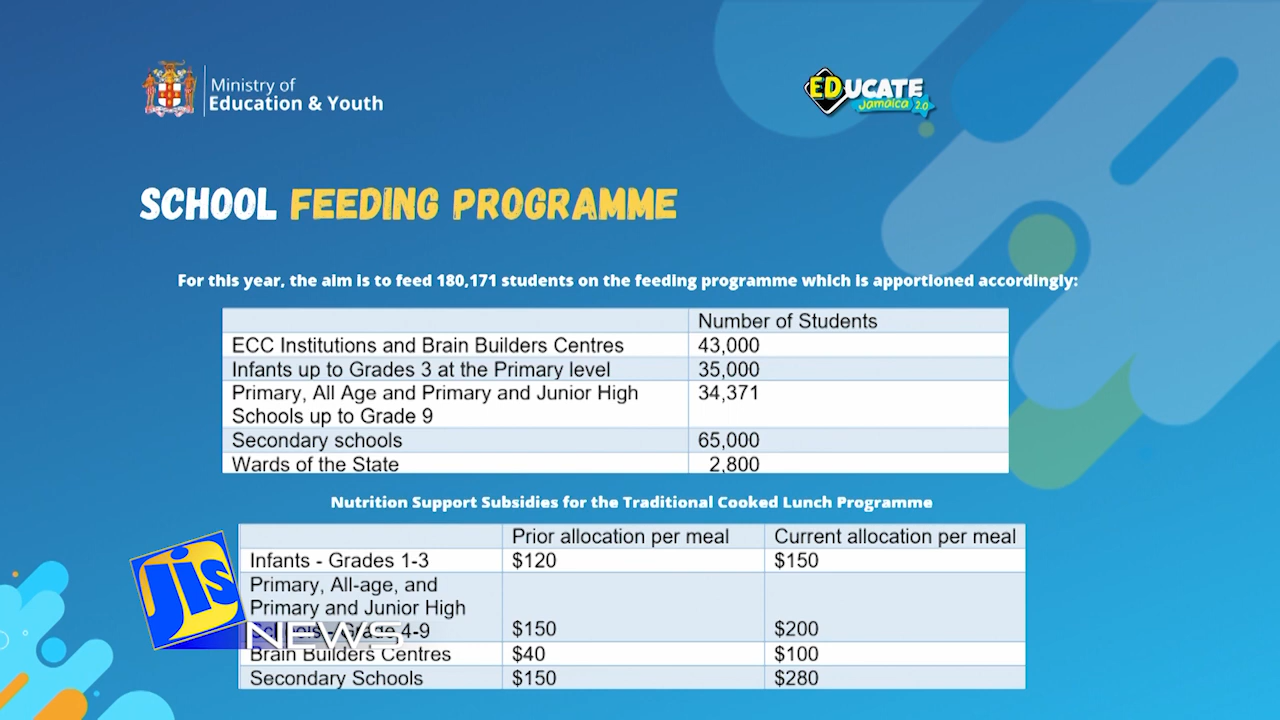 Ministry of
Education & Youth
EDUCATE
Jamaica 2.0
SCHOOL FEEDING PROGRAMME
For this year, the aim is to feed 180,171 students on the feeding programme which is apportioned accordingly:
Number of Students
ECC Institutions and Brain Builders Centres 43,000
Infants up to Grades 3 at the Primary level 35,000
Primary, All Age and Primary and Junior High 34,371
Schools up to Grade 9
Secondary schools 65,000
Wards of the State 2,800
Nutrition Support Subsidies for the Traditional Cooked Lunch Programme
Prior allocation per meal Current allocation per meal
Infants - Grades 1-3 $120 $150
Primary, All-age, and
Primary and Junior High
Schools Grade 4-9 $150 $200
Brain Builders Centres $40 $100
Secondary Schools $150 $280
jis
NEWS